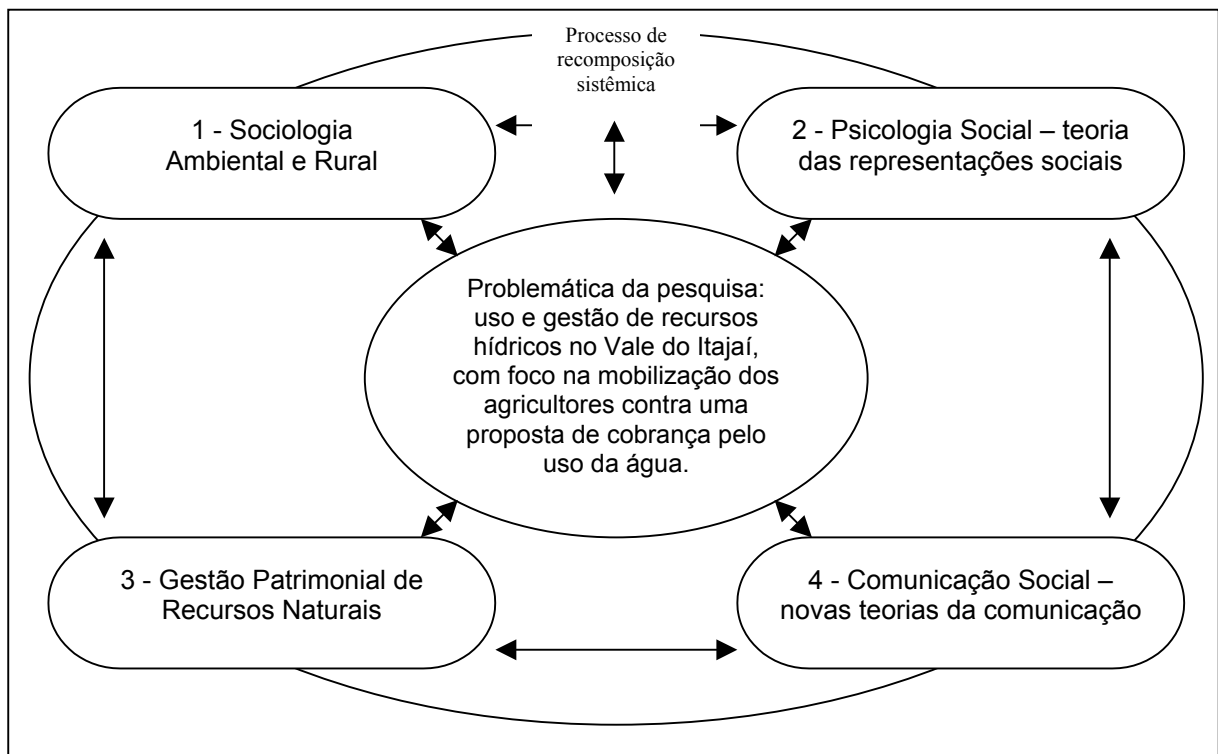 Processo de
recomposição
sistêmica
1 - Sociologia
Ambiental e Rural
2 - Psicologia Social – teoria
das representações sociais
Problemática da pesquisa:
uso e gestão de recursos
hídricos no Vale do Itajaí,
com foco na mobilização dos
agricultores contra uma
proposta de cobrança pelo
uso da água.
3 - Gestão Patrimonial de
Recursos Naturais
4 - Comunicação Social –
novas teorias da comunicação